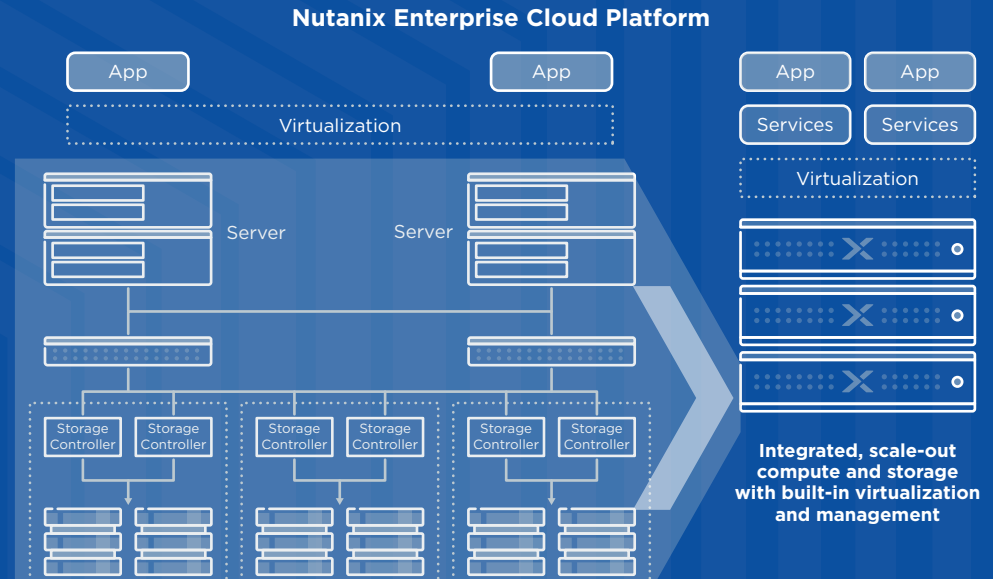 Nutanix Enterprise Cloud Platform
App
App
Virtualization
Server
Server
Storage
Controller
Storage
Controller
Storage
Controller
Storage
Controller
Storage
Controller
Storage
Controller
App
App
Services
Services
Virtualization
Integrated, scale-out
compute and storage
with built-in virtualization
and management